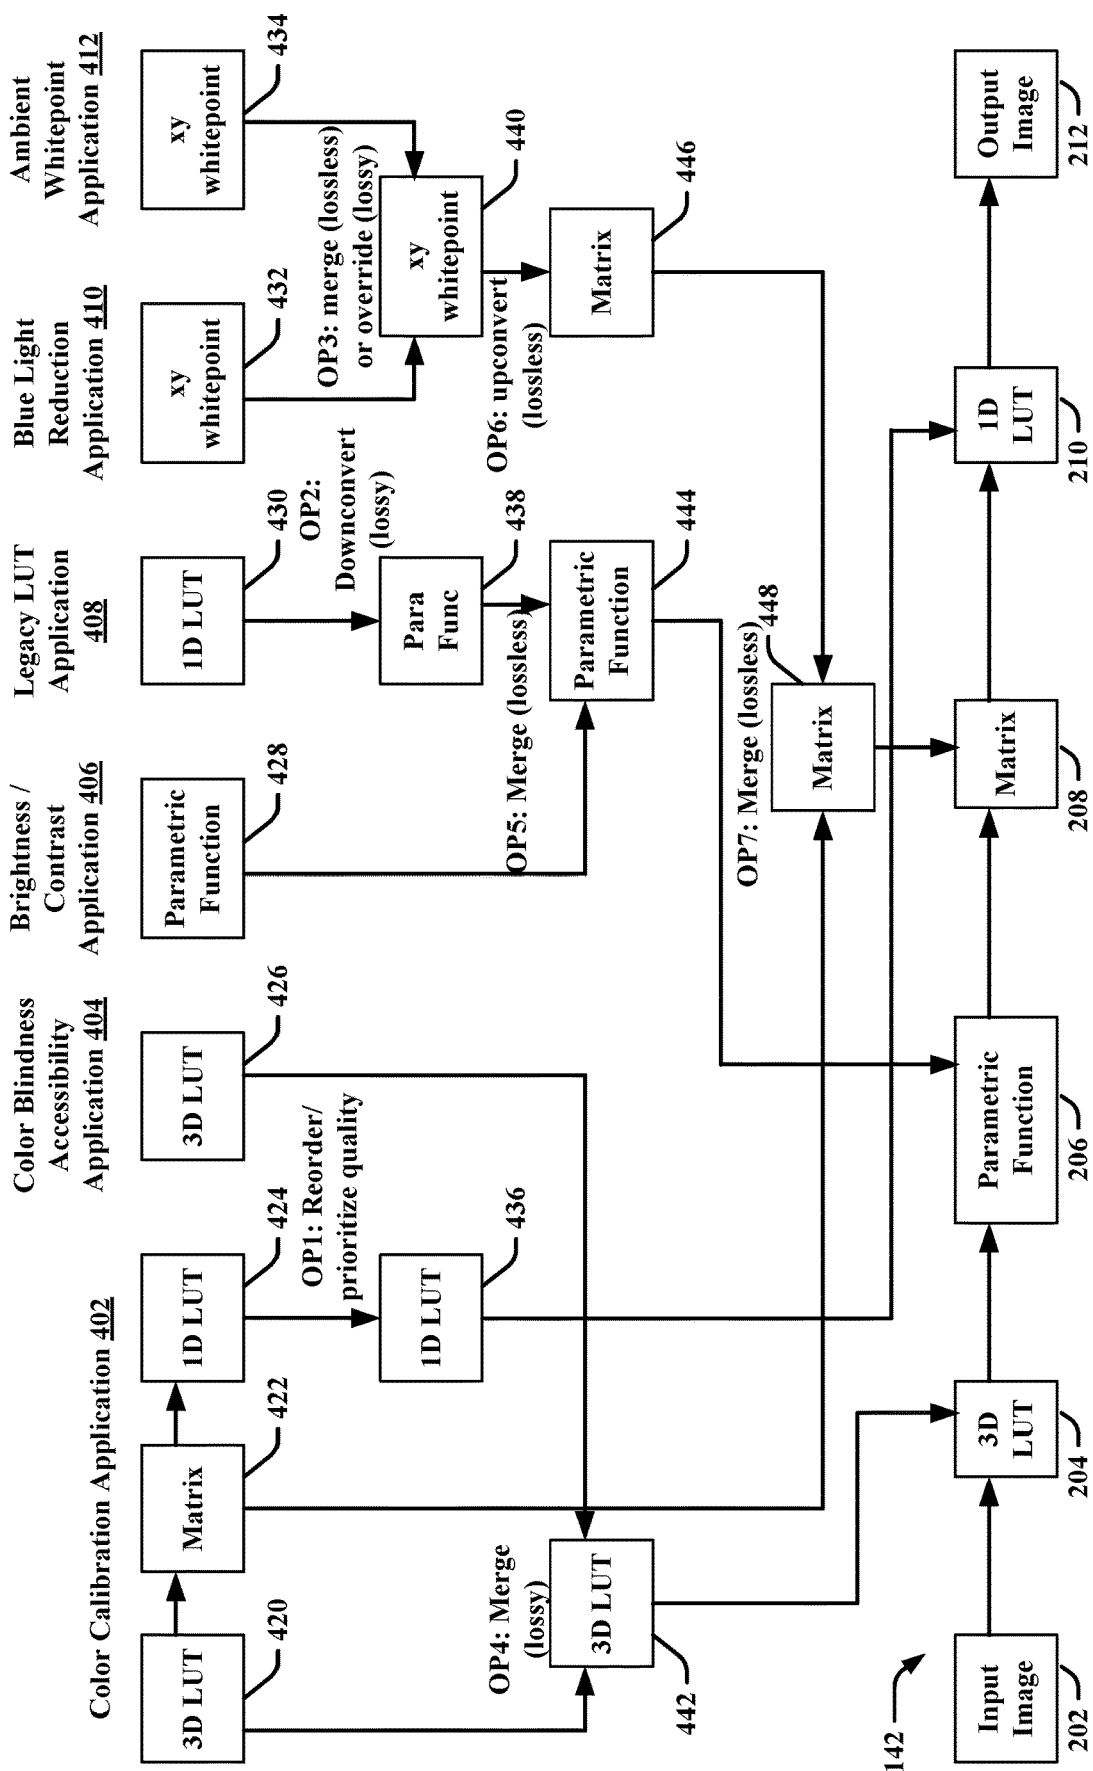 Color Calibration Application 402
Color Blindness
Accessibility
Application 404
Brightness /
Contrast
Application 406
Legacy LUT
Application
408
Blue Light
Reduction
Application 410
Ambient
Whitepoint
Application 412
3D LUT
420
Matrix
422
1D LUT
424
3D LUT
426
Parametric
Function
428
1D LUT
430
xy
whitepoint
432
xy
whitepoint
434
OP1: Reorder/
prioritize quality
1D LUT
436
OP2:
Downconvert
(lossy)
Para
Func
438
OP3: merge (lossless)
or override (lossy)
xy
whitepoint
440
OP4: Merge
(lossy)
3D LUT
442
OP5: Merge (lossless)
Parametric
Function
444
OP6: upconvert
(lossless)
Matrix
446
OP7: Merge (lossless)
Matrix
448
142
Input
Image
202
3D
LUT
204
Parametric
Function
206
Matrix
208
1D
LUT
210
Output
Image
212